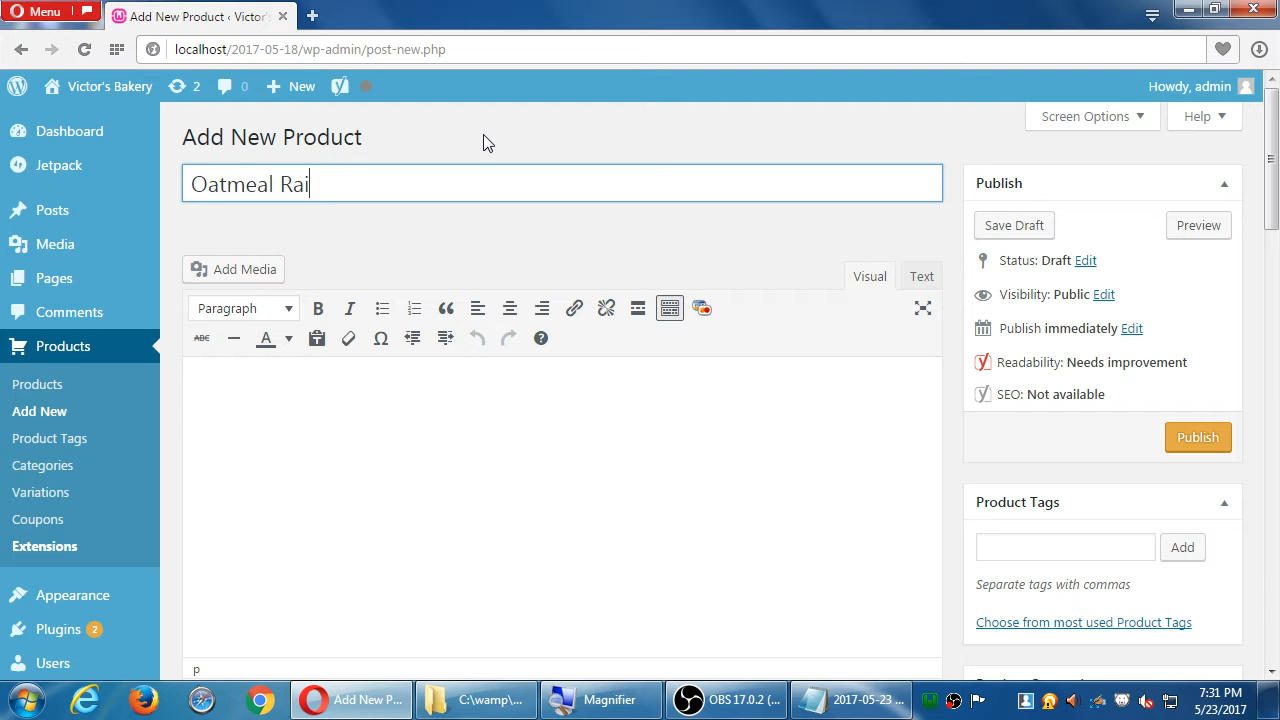 Menu
Add New Product ‹ Victor's
localhost/2017-05-18/wp-admin/post-new.php
Victor's Bakery
2
0
New
Howdy, admin
Dashboard
Jetpack
Posts
Media
Pages
Comments
Products
Products
Add New
Product Tags
Categories
Variations
Coupons
Extensions
Appearance
Plugins 2
Users
Add New Product
Screen Options
Help
Oatmeal Rai
Add Media
Visual
Text
Paragraph
B
I
ABC
A
p
Publish
Save Draft
Preview
Status: Draft Edit
Visibility: Public Edit
Publish immediately Edit
Readability: Needs improvement
SEO: Not available
Publish
Product Tags
Add
Separate tags with commas
Choose from most used Product Tags
Add New P...
C:\wamp\...
Magnifier
OBS 17.0.2 (...
2017-05-23 ...
7:31 PM
5/23/2017